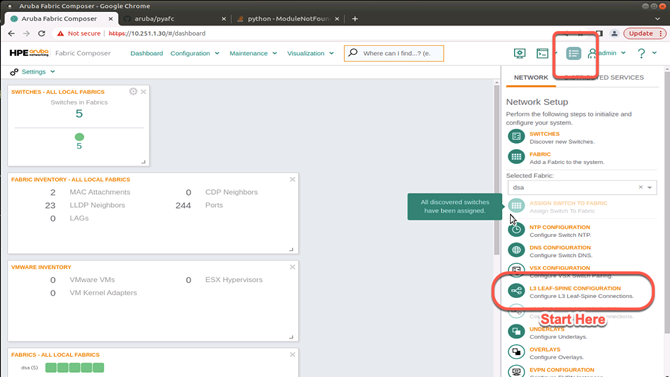 Aruba Fabric Composer - Google Chrome
Aruba Fabric Composer
aruba/pyafc
python - ModuleNotFoun
Not secure https://10.251.1.30/#/dashboard
Update
HPE aruba networking Fabric Composer
Dashboard Configuration Maintenance Visualization
Where can I find...? (e.
admin
?
Settings
SWITCHES - ALL LOCAL FABRICS
Switches in Fabrics
5
5
FABRIC INVENTORY - ALL LOCAL FABRICS
2 MAC Attachments 0 CDP Neighbors
23 LLDP Neighbors 244 Ports
0 LAGs
VMWARE INVENTORY
0 VMware VMs 0 ESX Hypervisors
0 VM Kernel Adapters
FABRICS - ALL LOCAL FABRICS
dsa (5)
All discovered switches
have been assigned.
NETWORK
SERVICES
Network Setup
Perform the following steps to initialize and
configure your system.
SWITCHES
Discover new Switches.
FABRIC
Add a Fabric to the system.
Selected Fabric:
dsa
ASSIGN SWITCH TO FABRIC
Assign Switch To Fabric
NTP CONFIGURATION
Configure Switch NTP.
DNS CONFIGURATION
Configure Switch DNS.
VSX CONFIGURATION
Configure VSX Switch Pairing.
L3 LEAF-SPINE CONFIGURATION
Configure L3 Leaf-Spine Connections.
Start Here
UNDERLAYS
Configure Underlays.
OVERLAYS
Configure Overlays.
EVPN CONFIGURATION